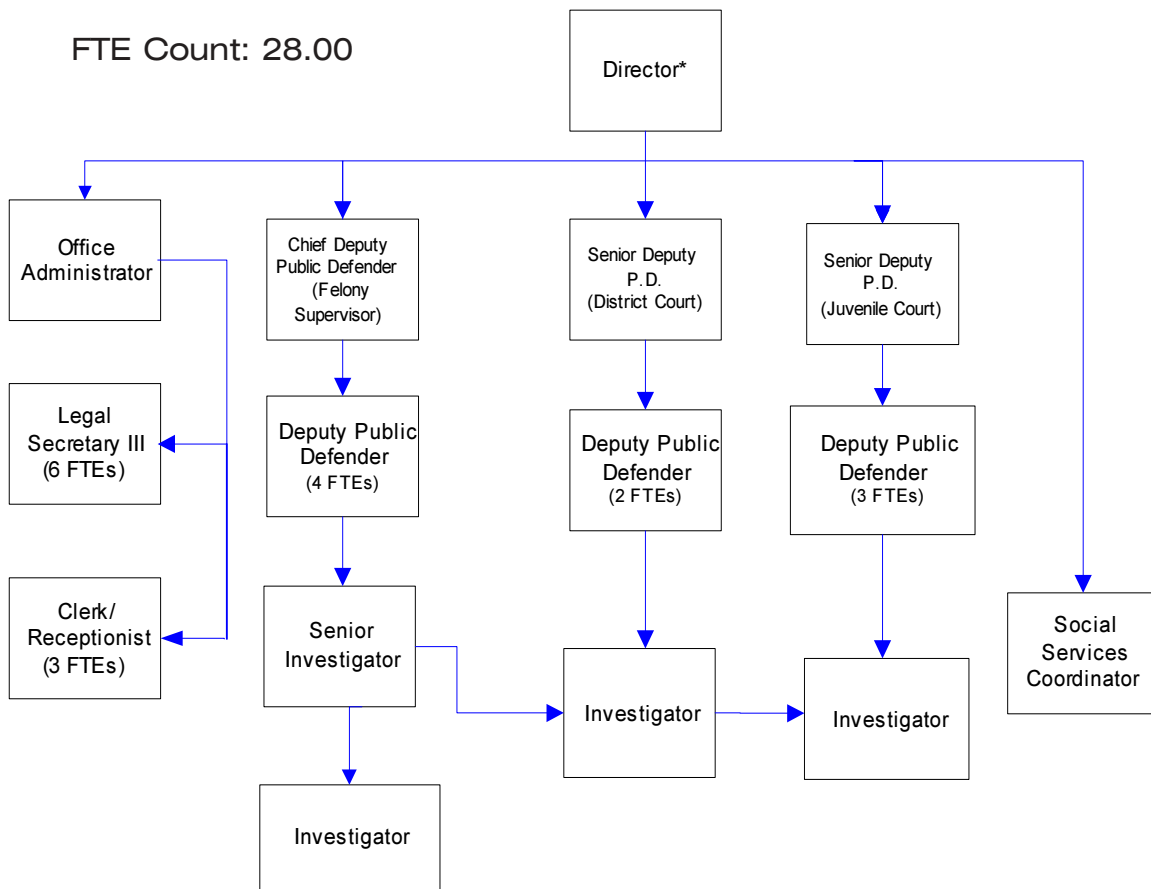 FTE Count: 28.00
Director*
Office
Administrator
Chief Deputy
Public Defender
(Felony
Supervisor)
Senior Deputy
P.D.
(District Court)
Senior Deputy
P.D.
(Juvenile Court)
Legal
Secretary III
(6 FTEs)
Deputy Public
Defender
(4 FTEs)
Deputy Public
Defender
(2 FTEs)
Deputy Public
Defender
(3 FTEs)
Clerk/
Receptionist
(3 FTEs)
Senior
Investigator
Investigator
Investigator
Social
Services
Coordinator
Investigator